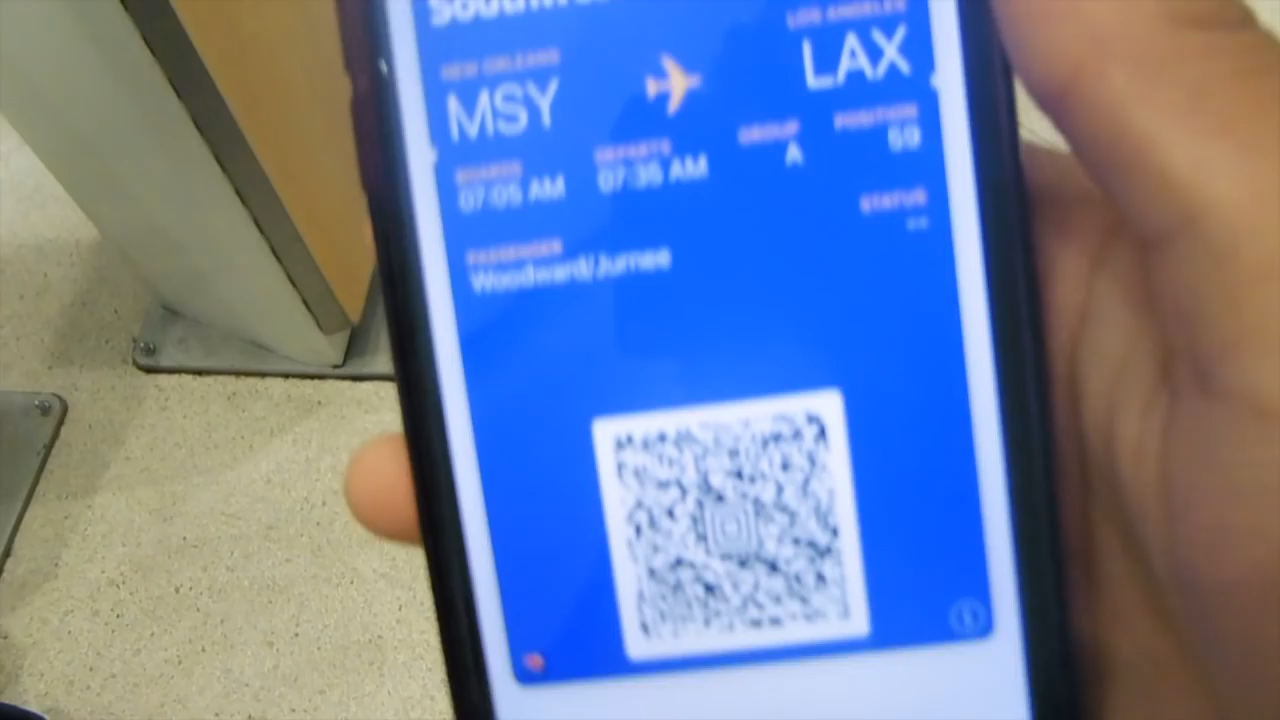 NEW ORLEANS
LOS ANGELES
MSY
LAX
BOARDS
DEPARTS
GROUP
POSITION
07:05 AM
07:35 AM
A
59
STATUS
--
PASSENGER
Woodward/Jurnee